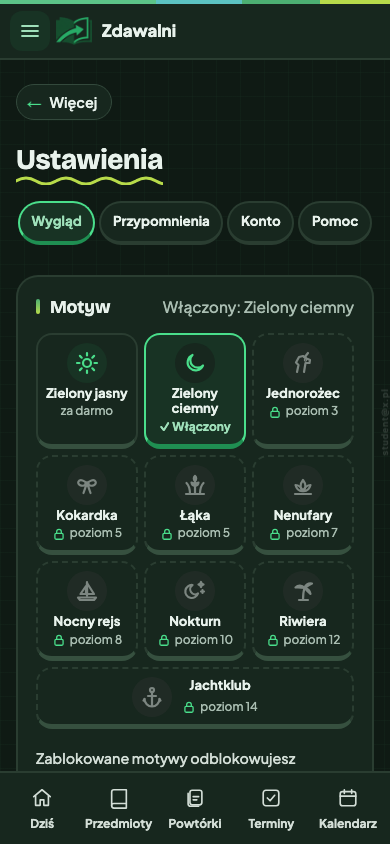 Zdawalni
← Więcej
Ustawienia
Wygląd Przypomnienia Konto Pomoc
Motyw Włączony: Zielony ciemny
Zielony jasny
za darmo
Zielony ciemny
✓ Włączony
Jednorożec
poziom 3
Kokardka
poziom 5
Łąka
poziom 5
Nenufary
poziom 7
Nocny rejs
poziom 8
Nokturn
poziom 10
Riwiera
poziom 12
Jachtklub
poziom 14
Zablokowane motywy odblokowujesz
Dziś Przedmioty Powtórki Terminy Kalendarz